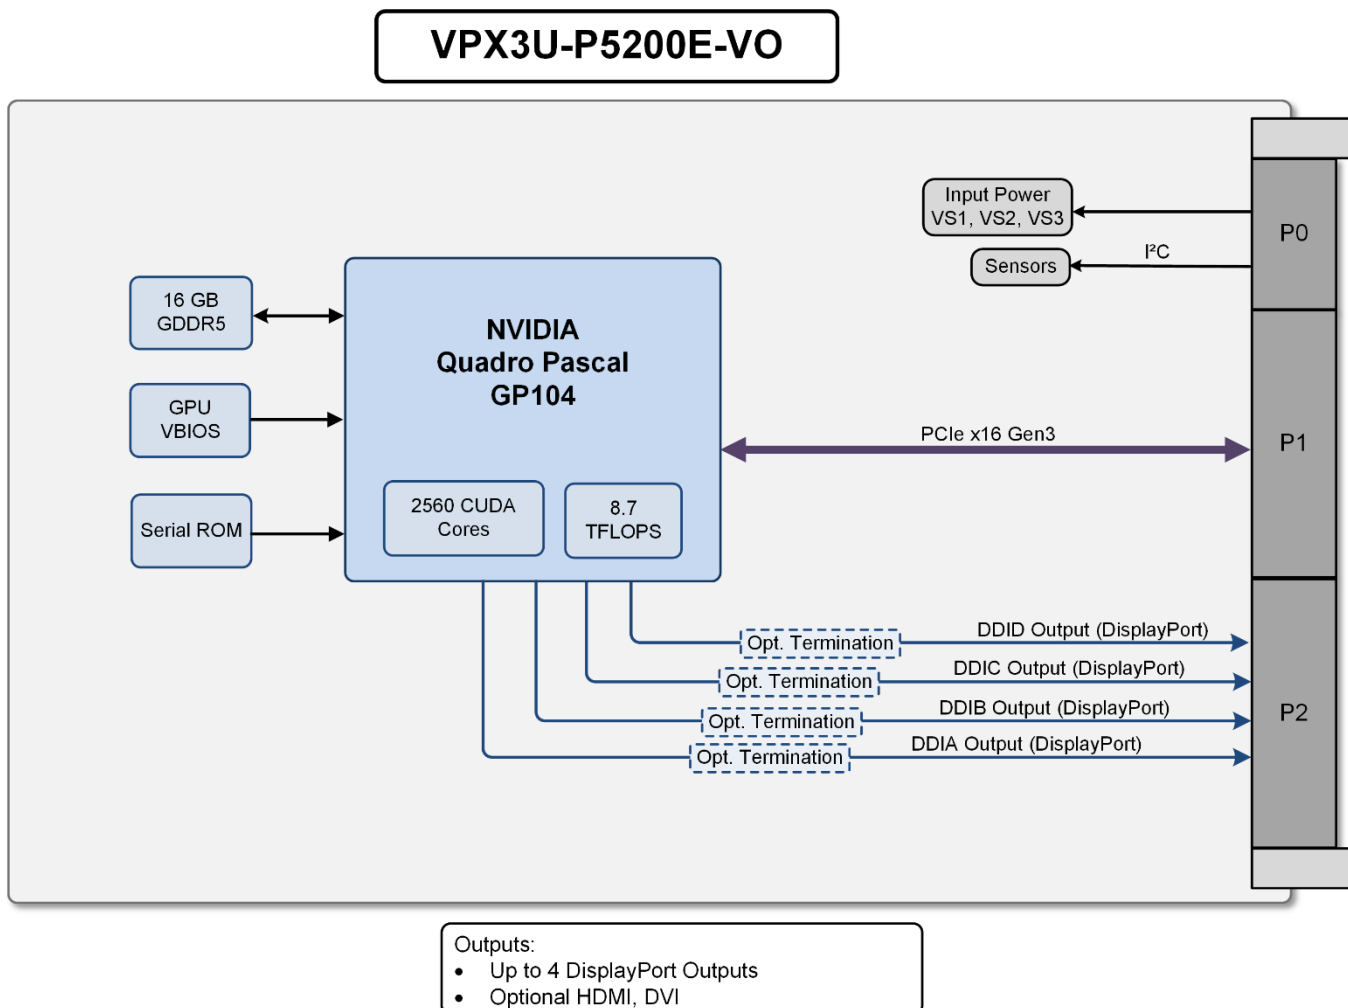 VPX3U-P5200E-VO
Input Power
VS1, VS2, VS3
P0
I²C
Sensors
16 GB
GDDR5
NVIDIA
Quadro Pascal
GP104
GPU
VBIOS
PCIe x16 Gen3
P1
2560 CUDA
Cores
8.7
TFLOPS
Serial ROM
Opt. Termination
DDID Output (DisplayPort)
Opt. Termination
DDIC Output (DisplayPort)
Opt. Termination
DDIB Output (DisplayPort)
P2
Opt. Termination
DDIA Output (DisplayPort)
Outputs:
• Up to 4 DisplayPort Outputs
• Optional HDMI, DVI